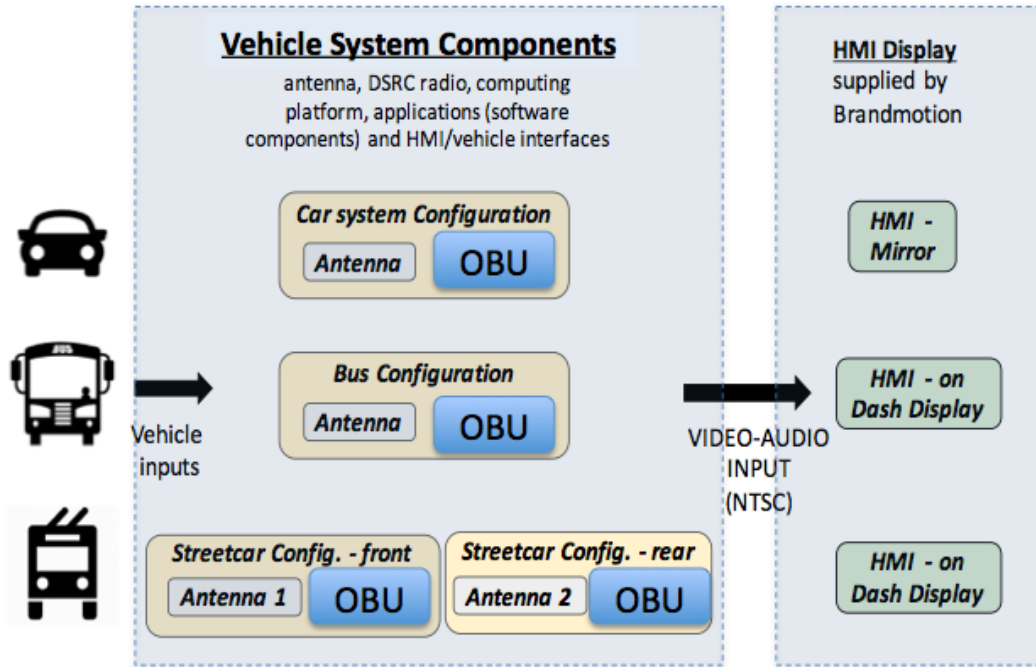 Vehicle System Components
antenna, DSRC radio, computing
platform, applications (software
components) and HMI/vehicle interfaces
HMI Display
supplied by
Brandmotion
Car system Configuration
Antenna
OBU
HMI -
Mirror
BUS
Bus Configuration
Antenna
OBU
HMI - on
Dash Display
Vehicle
inputs
VIDEO-AUDIO
INPUT
(NTSC)
Streetcar Config. - front
Antenna 1
OBU
Streetcar Config. - rear
Antenna 2
OBU
HMI - on
Dash Display